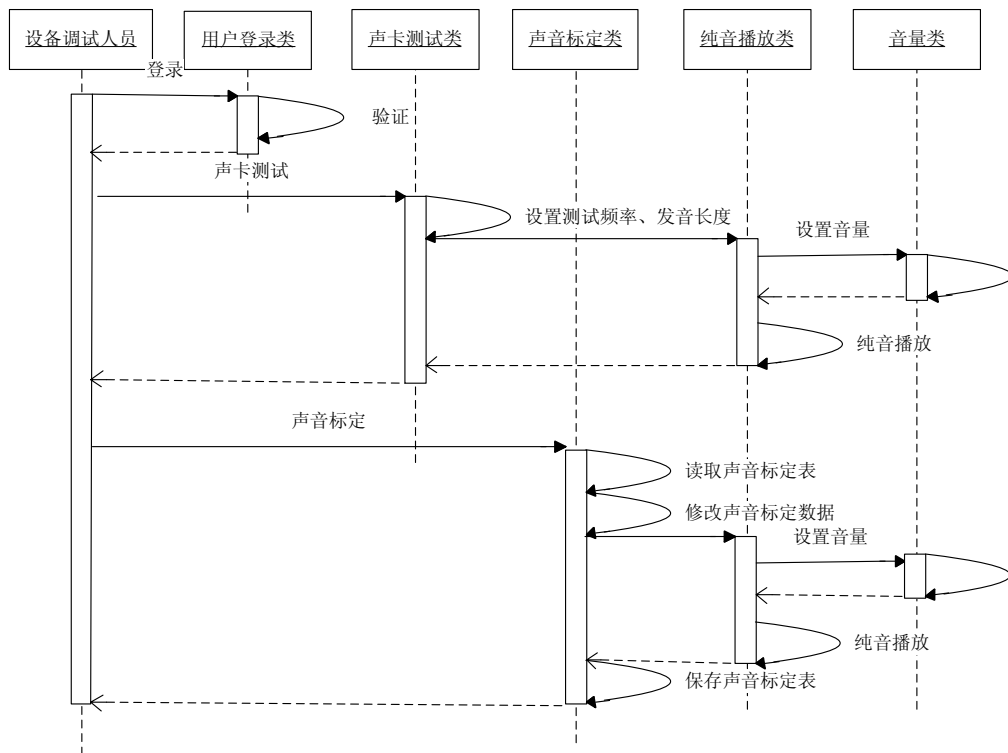 设备调试人员
用户登录类
声卡测试类
声音标定类
纯音播放类
音量类
登录
验证
声卡测试
设置测试频率、发音长度
设置音量
纯音播放
声音标定
读取声音标定表
修改声音标定数据
设置音量
纯音播放
保存声音标定表